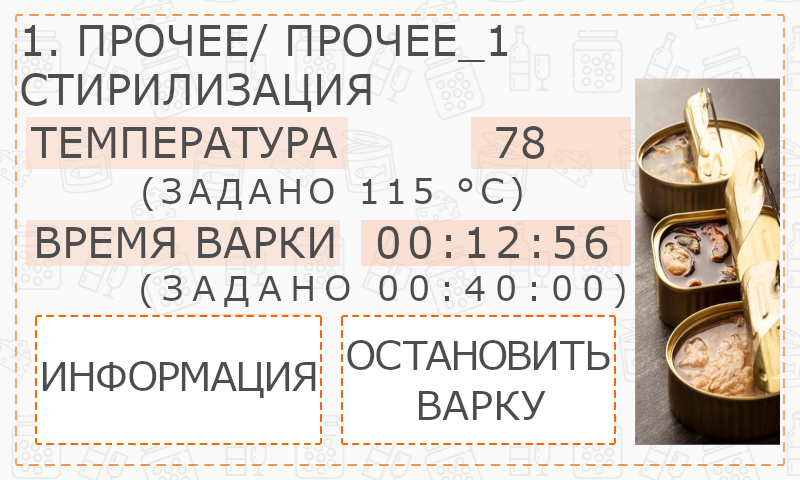 1. ПРОЧЕЕ/ ПРОЧЕЕ_1
СТИРИЛИЗАЦИЯ
ТЕМПЕРАТУРА 78
(ЗАДАНО 115 °C)
ВРЕМЯ ВАРКИ 00:12:56
(ЗАДАНО 00:40:00)
ИНФОРМАЦИЯ
ОСТАНОВИТЬ
ВАРКУ